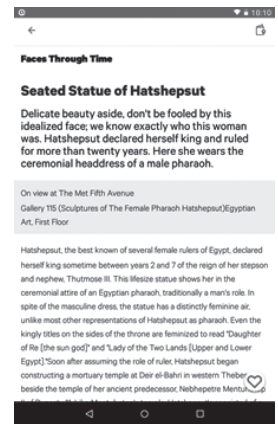 10:10
Faces Through Time
Seated Statue of Hatshepsut
Delicate beauty aside, don't be fooled by this
idealized face; we know exactly who this woman
was. Hatshepsut declared herself king and ruled
for more than twenty years. Here she wears the
ceremonial headdress of a male pharaoh.
On view at The Met Fifth Avenue
Gallery 115 (Sculptures of The Female Pharaoh Hatshepsut)Egyptian
Art, First Floor
Hatshepsut, the best known of several female rulers of Egypt, declared
herself king sometime between years 2 and 7 of the reign of her stepson
and nephew, Thutmose III. This lifesize statue shows her in the
ceremonial attire of an Egyptian pharaoh, traditionally a man's role. In
spite of the masculine dress, the statue has a distinctly feminine air,
unlike most other representations of Hatshepsut as pharaoh. Even the
kingly titles on the sides of the throne are feminized to read "Daughter
of Re [the sun god]" and "Lady of the Two Lands [Upper and Lower
Egypt]."Soon after assuming the role of ruler, Hatshepsut began
constructing a mortuary temple at Deir el-Bahri in western Thebes
beside the temple of her ancient predecessor, Nebhepetre